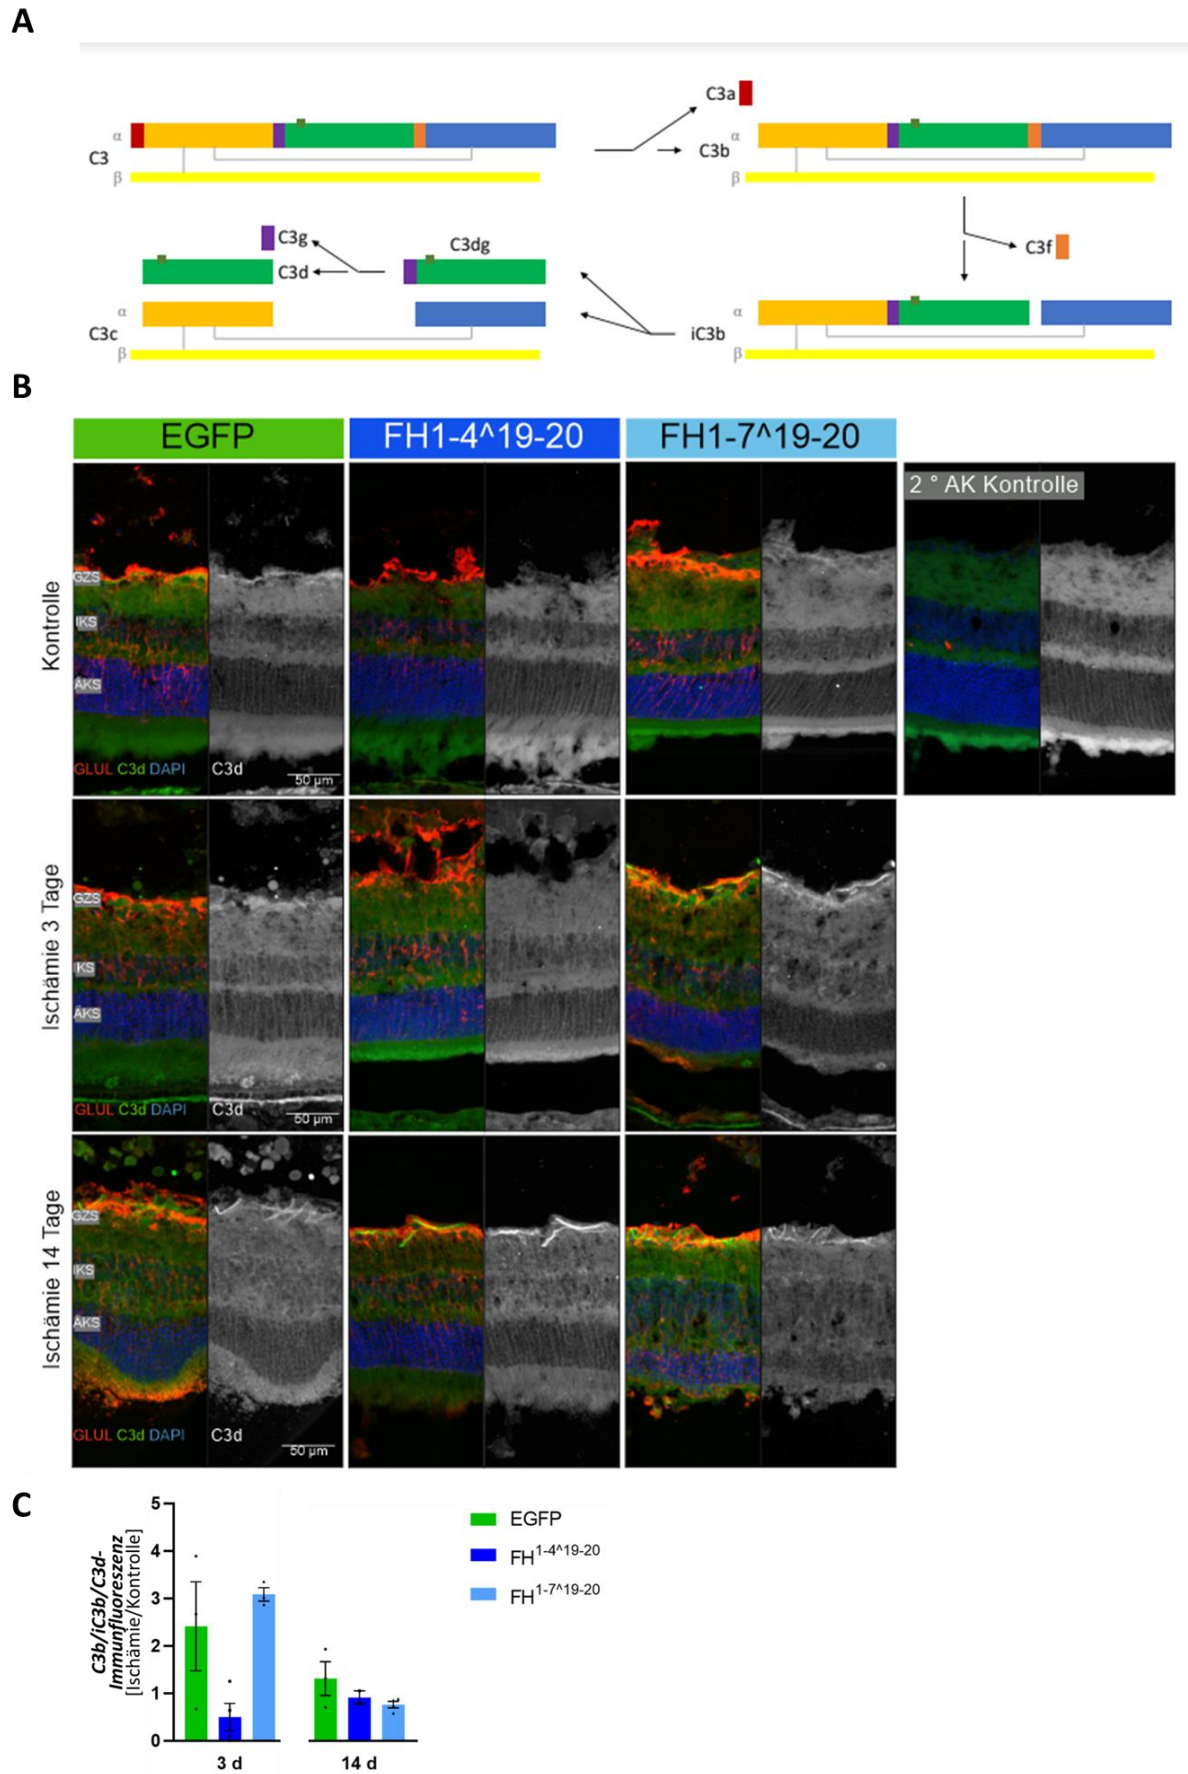 A
C3a
α
C3
β
α
C3b
β
C3g
C3d
C3dg
C3f
α
C3c
β
α
iC3b
β
B
EGFP
FH1-4^19-20
FH1-7^19-20
Kontrolle
GZS
IKS
ÄKS
GLUL C3d DAPI
C3d
50 µm
2 ° AK Kontrolle
Ischämie 3 Tage
GZS
IKS
ÄKS
GLUL C3d DAPI
C3d
50 µm
Ischämie 14 Tage
GZS
IKS
ÄKS
GLUL C3d DAPI
C3d
50 µm
C
C3b/iC3b/C3d-
Immunfluoreszenz
[Ischämie/Kontrolle]
5
4
3
2
1
0
3 d
14 d
EGFP
FH1-4^19-20
FH1-7^19-20